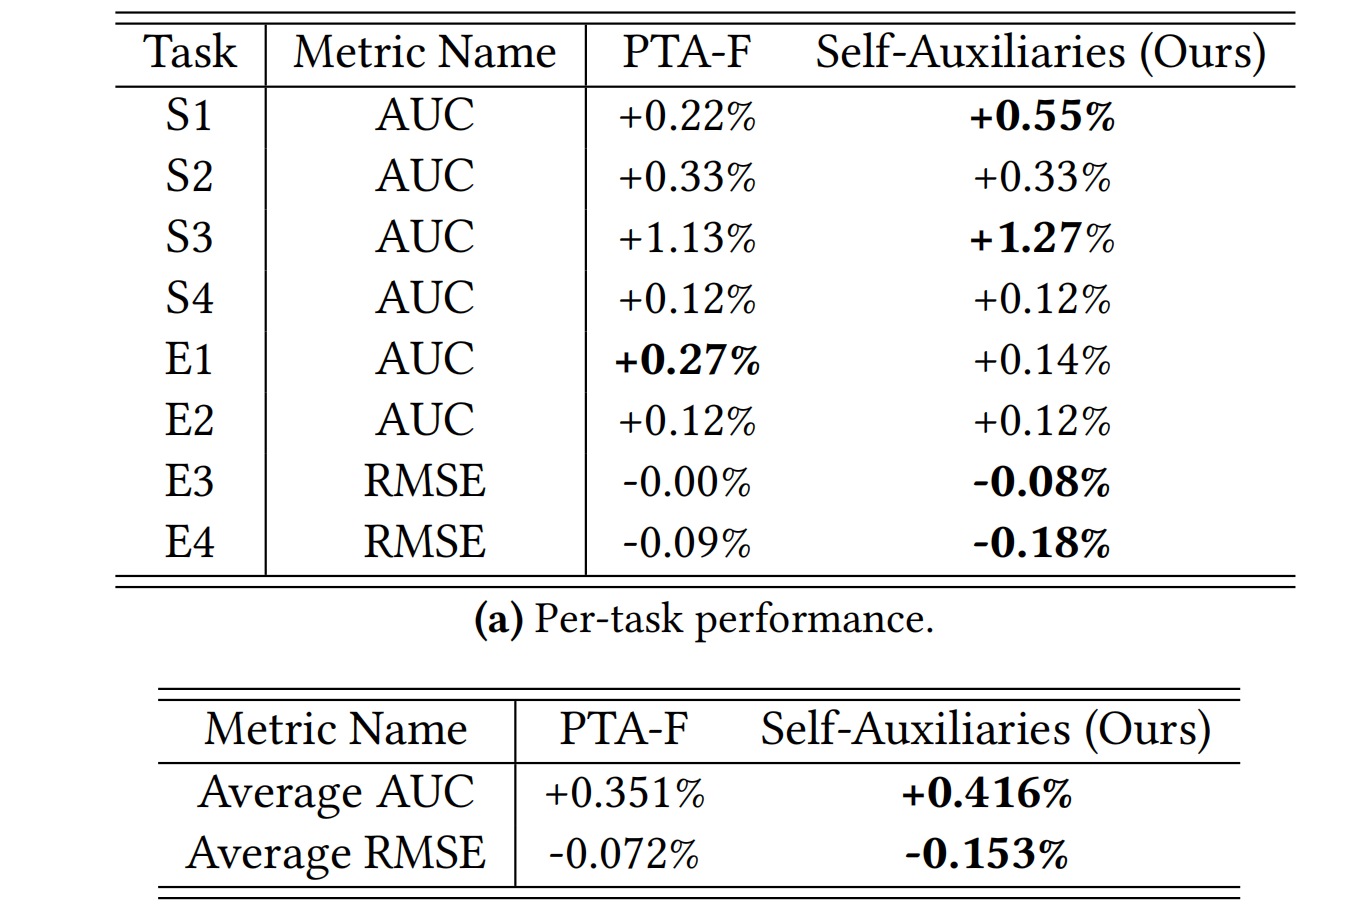 Task Metric Name PTA-F Self-Auxiliaries (Ours)
S1 AUC +0.22% +0.55%
S2 AUC +0.33% +0.33%
S3 AUC +1.13% +1.27%
S4 AUC +0.12% +0.12%
E1 AUC +0.27% +0.14%
E2 AUC +0.12% +0.12%
E3 RMSE -0.00% -0.08%
E4 RMSE -0.09% -0.18%
(a) Per-task performance.
Metric Name PTA-F Self-Auxiliaries (Ours)
Average AUC +0.351% +0.416%
Average RMSE -0.072% -0.153%